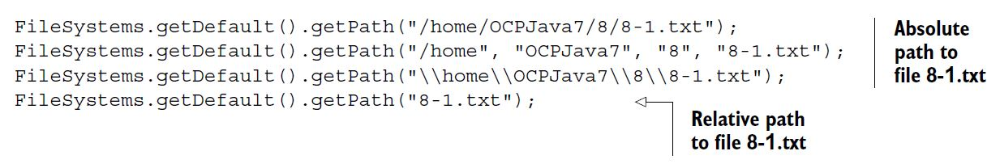 FileSystems.getDefault().getPath("/home/OCPJava7/8/8-1.txt");
FileSystems.getDefault().getPath("/home", "OCPJava7", "8", "8-1.txt");
FileSystems.getDefault().getPath("\\home\\OCPJava7\\8\\8-1.txt");
FileSystems.getDefault().getPath("8-1.txt");
Absolute
path to
file 8-1.txt
Relative path
to file 8-1.txt